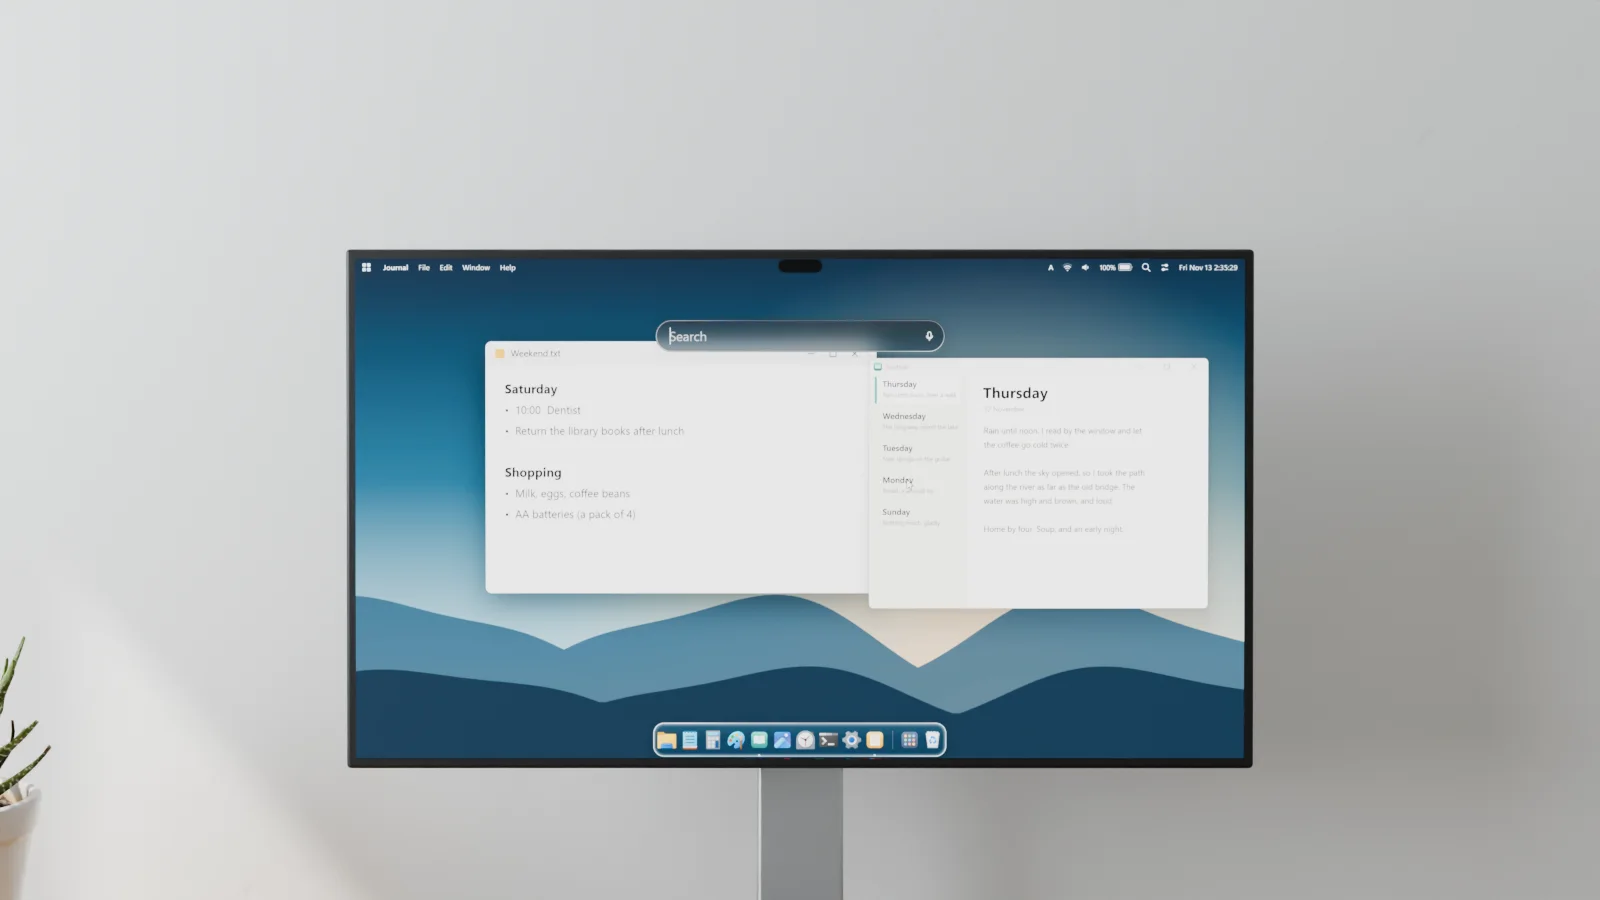 Journal File Edit Window Help
A 100% Fri Nov 13 2:35:29
Search
Weekend.txt
Saturday
• 10:00 Dentist
• Return the library books after lunch
Shopping
• Milk, eggs, coffee beans
• AA batteries (a pack of 4)
Thursday
Wednesday
Tuesday
Monday
Sunday
Thursday
Rain until noon. I read by the window and let
the coffee go cold twice.
After lunch the sky opened, so I took the path
along the river as far as the old bridge. The
water was high and brown, and loud.
Home by four. Soup, and an early night.